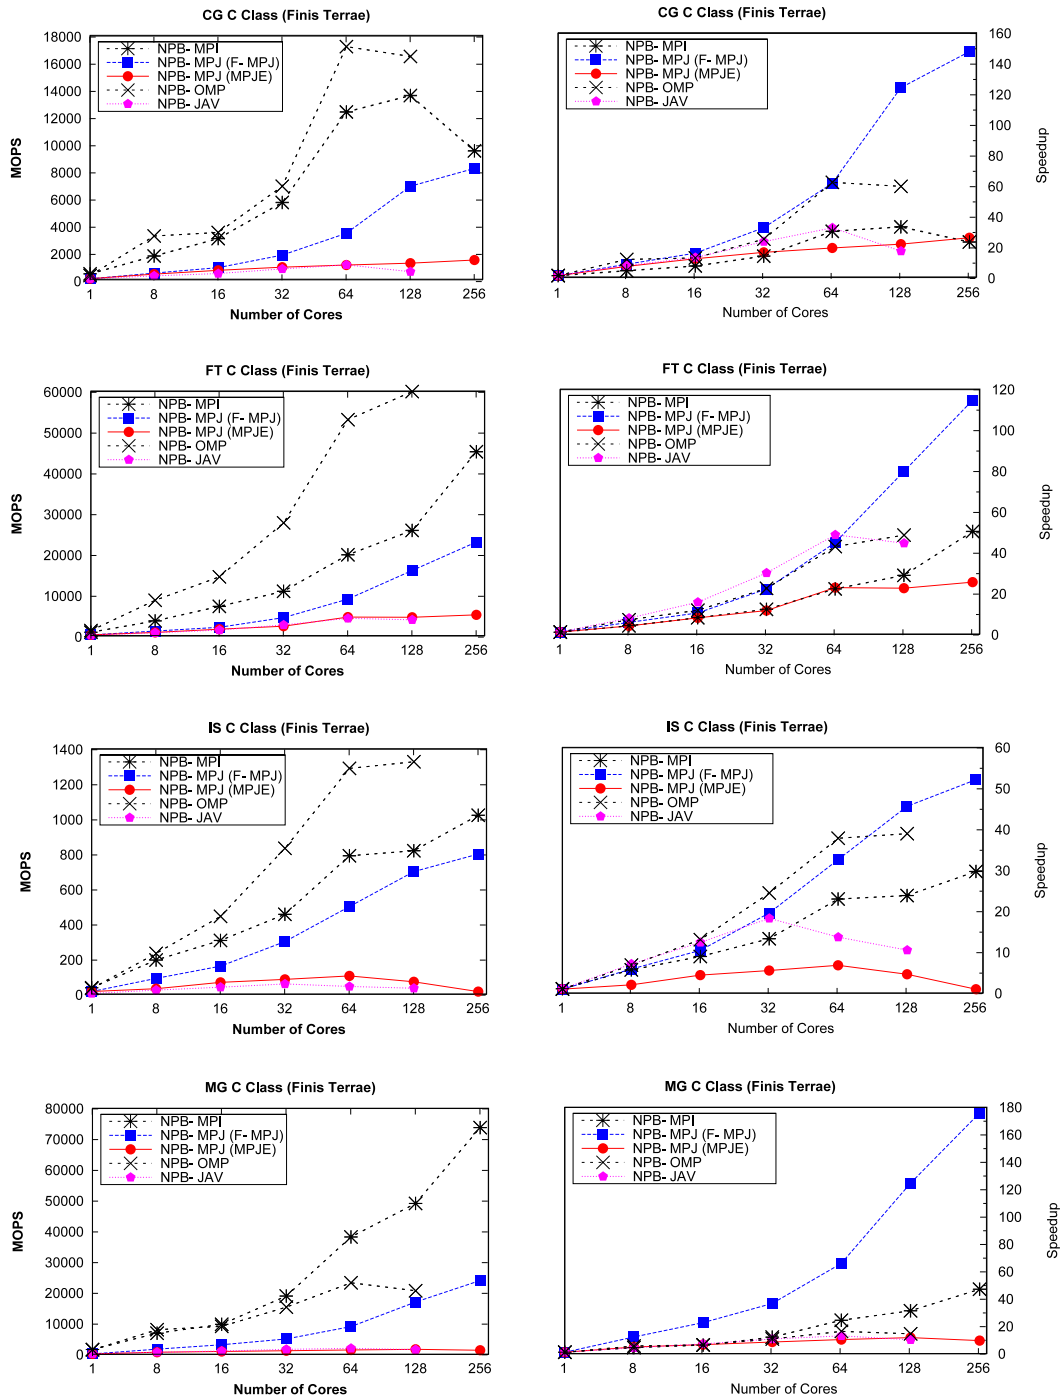 CG C Class (Finis Terrae)
18000
16000
14000
12000
10000
8000
6000
4000
2000
0
MOPS
NPB- MPI
NPB- MPJ (F- MPJ)
NPB- MPJ (MPJE)
NPB- OMP
NPB- JAV
1 8 16 32 64 128 256
Number of Cores
CG C Class (Finis Terrae)
NPB- MPI
NPB- MPJ (F- MPJ)
NPB- MPJ (MPJE)
NPB- OMP
NPB- JAV
160
140
120
100
80
60
40
20
0
Speedup
1 8 16 32 64 128 256
Number of Cores
FT C Class (Finis Terrae)
60000
50000
40000
30000
20000
10000
0
MOPS
NPB- MPI
NPB- MPJ (F- MPJ)
NPB- MPJ (MPJE)
NPB- OMP
NPB- JAV
1 8 16 32 64 128 256
Number of Cores
FT C Class (Finis Terrae)
NPB- MPI
NPB- MPJ (F- MPJ)
NPB- MPJ (MPJE)
NPB- OMP
NPB- JAV
120
100
80
60
40
20
0
Speedup
1 8 16 32 64 128 256
Number of Cores
IS C Class (Finis Terrae)
1400
1200
1000
800
600
400
200
0
MOPS
NPB- MPI
NPB- MPJ (F- MPJ)
NPB- MPJ (MPJE)
NPB- OMP
NPB- JAV
1 8 16 32 64 128 256
Number of Cores
IS C Class (Finis Terrae)
NPB- MPI
NPB- MPJ (F- MPJ)
NPB- MPJ (MPJE)
NPB- OMP
NPB- JAV
60
50
40
30
20
10
0
Speedup
1 8 16 32 64 128 256
Number of Cores
MG C Class (Finis Terrae)
80000
70000
60000
50000
40000
30000
20000
10000
0
MOPS
NPB- MPI
NPB- MPJ (F- MPJ)
NPB- MPJ (MPJE)
NPB- OMP
NPB- JAV
1 8 16 32 64 128 256
Number of Cores
MG C Class (Finis Terrae)
NPB- MPI
NPB- MPJ (F- MPJ)
NPB- MPJ (MPJE)
NPB- OMP
NPB- JAV
180
160
140
120
100
80
60
40
20
0
Speedup
1 8 16 32 64 128 256
Number of Cores